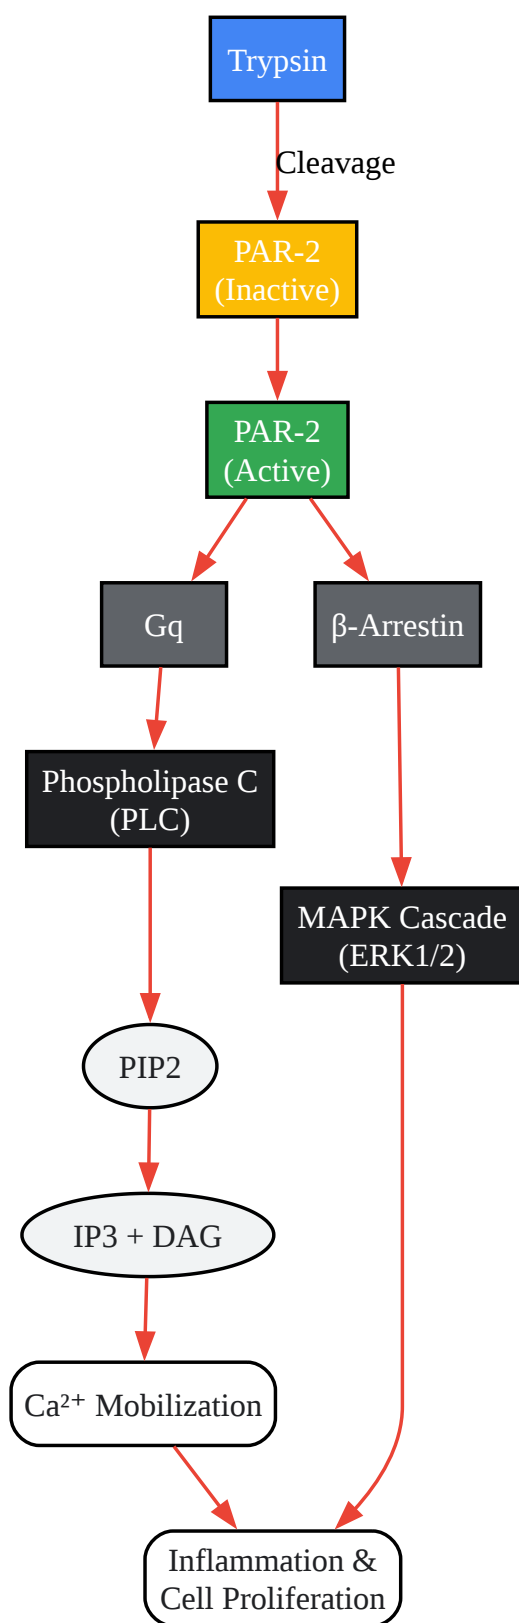 Trypsin
Cleavage
PAR-2
(Inactive)
PAR-2
(Active)
Gq
β-Arrestin
Phospholipase C
(PLC)
MAPK Cascade
(ERK1/2)
PIP2
IP3 + DAG
Ca²⁺ Mobilization
Inflammation &
Cell Proliferation